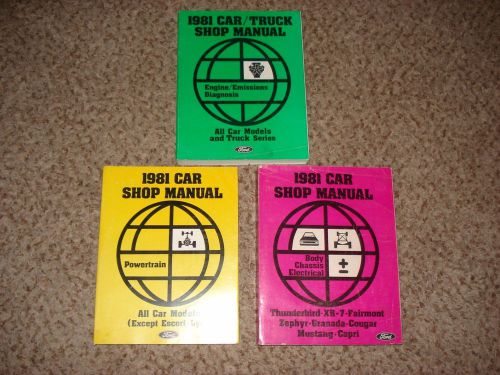 1981 CAR/TRUCK
SHOP MANUAL
Engine/Emissions
Diagnosis
All Car Models
and Truck Series
Ford
1981 CAR
SHOP MANUAL
Powertrain
All Car Models
(Except Escort
Ford
1981 CAR
SHOP MANUAL
Body
Chassis
Electrical
Thunderbird-XR-7-Fairmont
Zephyr-Granada-Cougar
Mustang-Capri
Ford